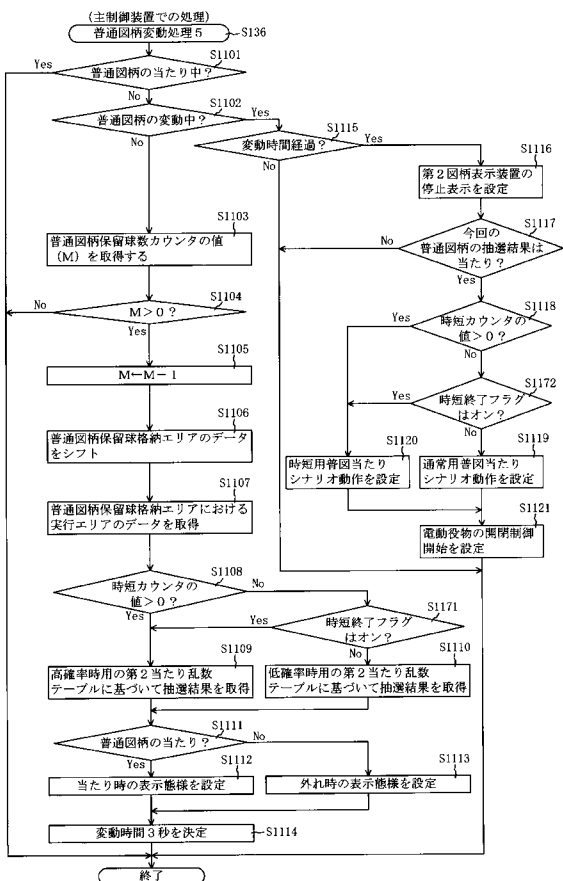 (主制御装置での処理)
普通図柄変動処理5
S136
S1101
Yes
普通図柄の当たり中?
No
S1102
普通図柄の変動中?
Yes
No
S1115
変動時間経過?
Yes
No
S1116
第2図柄表示装置の
停止表示を設定
S1117
今回の
普通図柄の抽選結果は
当たり?
No
Yes
S1103
普通図柄保留球数カウンタの値
(M)を取得する
S1104
No
M>0?
Yes
S1118
時短カウンタの
値>0?
Yes
No
S1105
M←M-1
S1172
時短終了フラグ
はオン?
Yes
No
S1106
普通図柄保留球格納エリアのデータ
をシフト
S1120
時短用普図当たり
シナリオ動作を設定
S1119
通常用普図当たり
シナリオ動作を設定
S1107
普通図柄保留球格納エリアにおける
実行エリアのデータを取得
S1121
電動役物の開閉制御
開始を設定
S1108
時短カウンタの
値>0?
No
Yes
S1171
時短終了フラグ
はオン?
Yes
No
S1109
高確率時用の第2当たり乱数
テーブルに基づいて抽選結果を取得
S1110
低確率時用の第2当たり乱数
テーブルに基づいて抽選結果を取得
S1111
普通図柄の当たり?
No
Yes
S1112
当たり時の表示態様を設定
S1113
外れ時の表示態様を設定
変動時間3秒を決定
S1114
終了